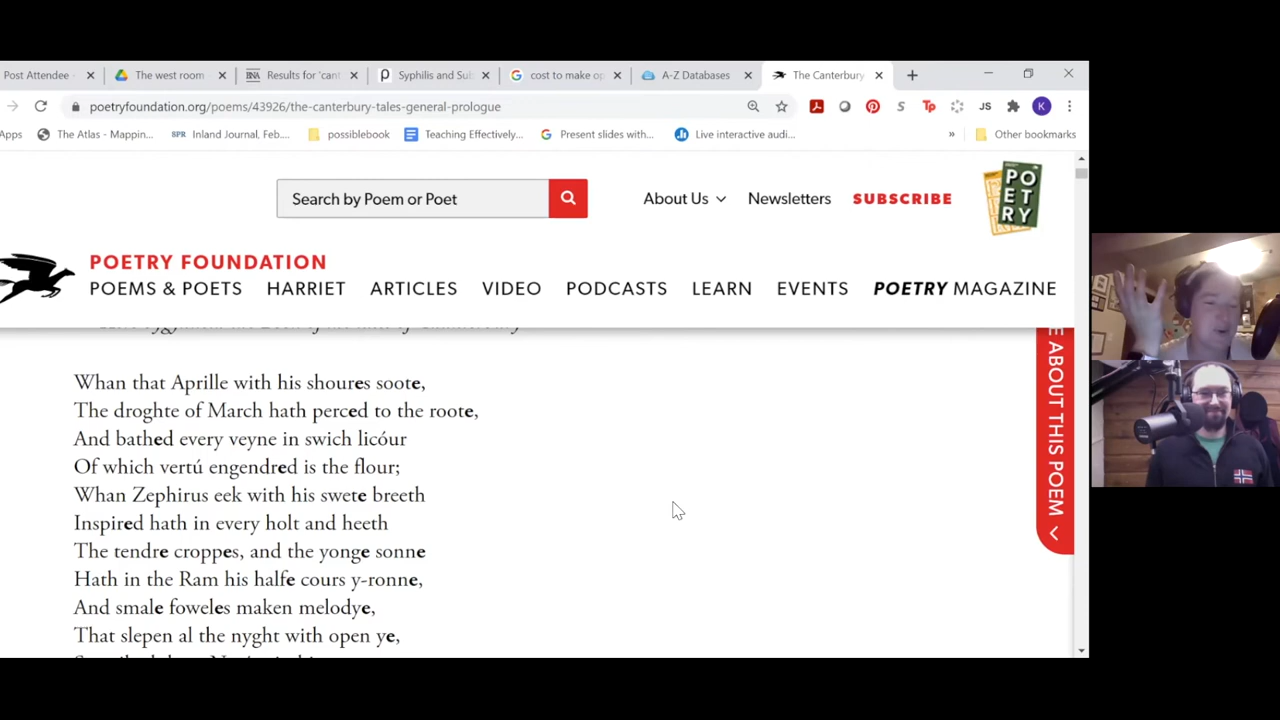 Post Attendee -
The west room
Results for 'cant
Syphilis and Sub
cost to make op
A-Z Databases
The Canterbury
poetryfoundation.org/poems/43926/the-canterbury-tales-general-prologue
Tp
JS
K
Apps
The Atlas - Mappin...
SPR Inland Journal, Feb....
possiblebook
Teaching Effectively...
Present slides with...
Live interactive audi...
»
Other bookmarks
Search by Poem or Poet
About Us
Newsletters
SUBSCRIBE
POETRY
POETRY FOUNDATION
POEMS & POETS
HARRIET
ARTICLES
VIDEO
PODCASTS
LEARN
EVENTS
POETRY MAGAZINE
Whan that Aprille with his shoures soote,
The droghte of March hath perced to the roote,
And bathed every veyne in swich licóur
Of which vertú engendred is the flour;
Whan Zephirus eek with his swete breeth
Inspired hath in every holt and heeth
The tendre croppes, and the yonge sonne
Hath in the Ram his halfe cours y-ronne,
And smale foweles maken melodye,
That slepen al the nyght with open ye,
ABOUT THIS POEM